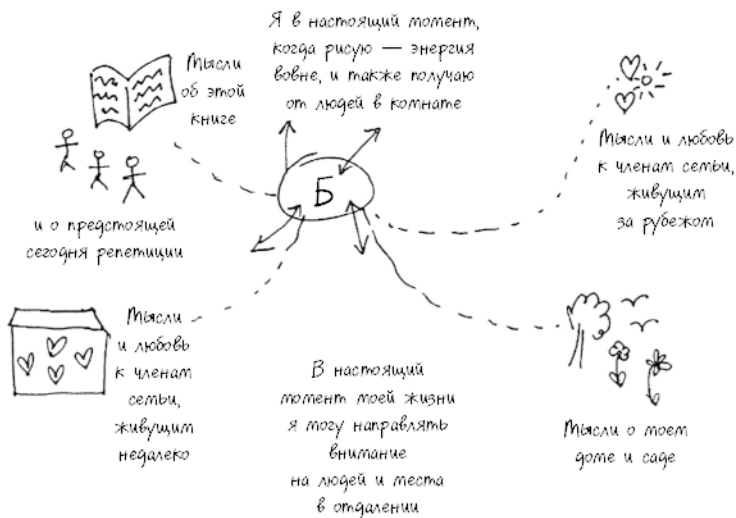 Я в настоящий момент,
когда рисую — энергия
вовне, и также получаю
от людей в комнате
Мысли
об этой
книге
и о предстоящей
сегодня репетиции
Б
Мысли и любовь
к членам семьи,
живущим
за рубежом
Мысли
и любовь
к членам
семьи,
живущим
недалеко
В настоящий
момент моей жизни
я могу направлять
внимание
на людей и места
в отдалении
Мысли о моем
доме и саде